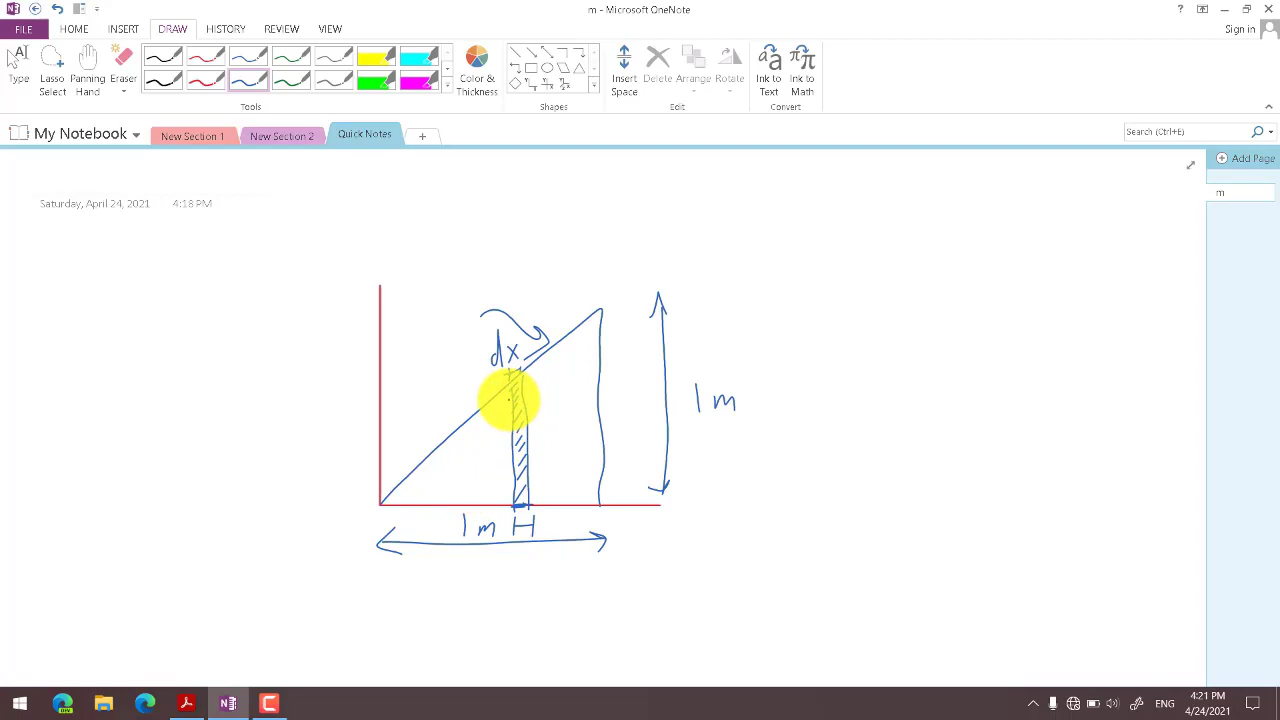 m - Microsoft OneNote
Sign in
FILE HOME INSERT DRAW HISTORY REVIEW VIEW
Type Lasso Select Panning Hand Eraser Color & Thickness Insert Space Delete Arrange Rotate Ink to Text Ink to Math
Tools Shapes Edit Convert
My Notebook New Section 1 New Section 2 Quick Notes Search (Ctrl+E)
Add Page
m
Saturday, April 24, 2021 4:18 PM
dx
1 m
1 m
4:21 PM
ENG
4/24/2021